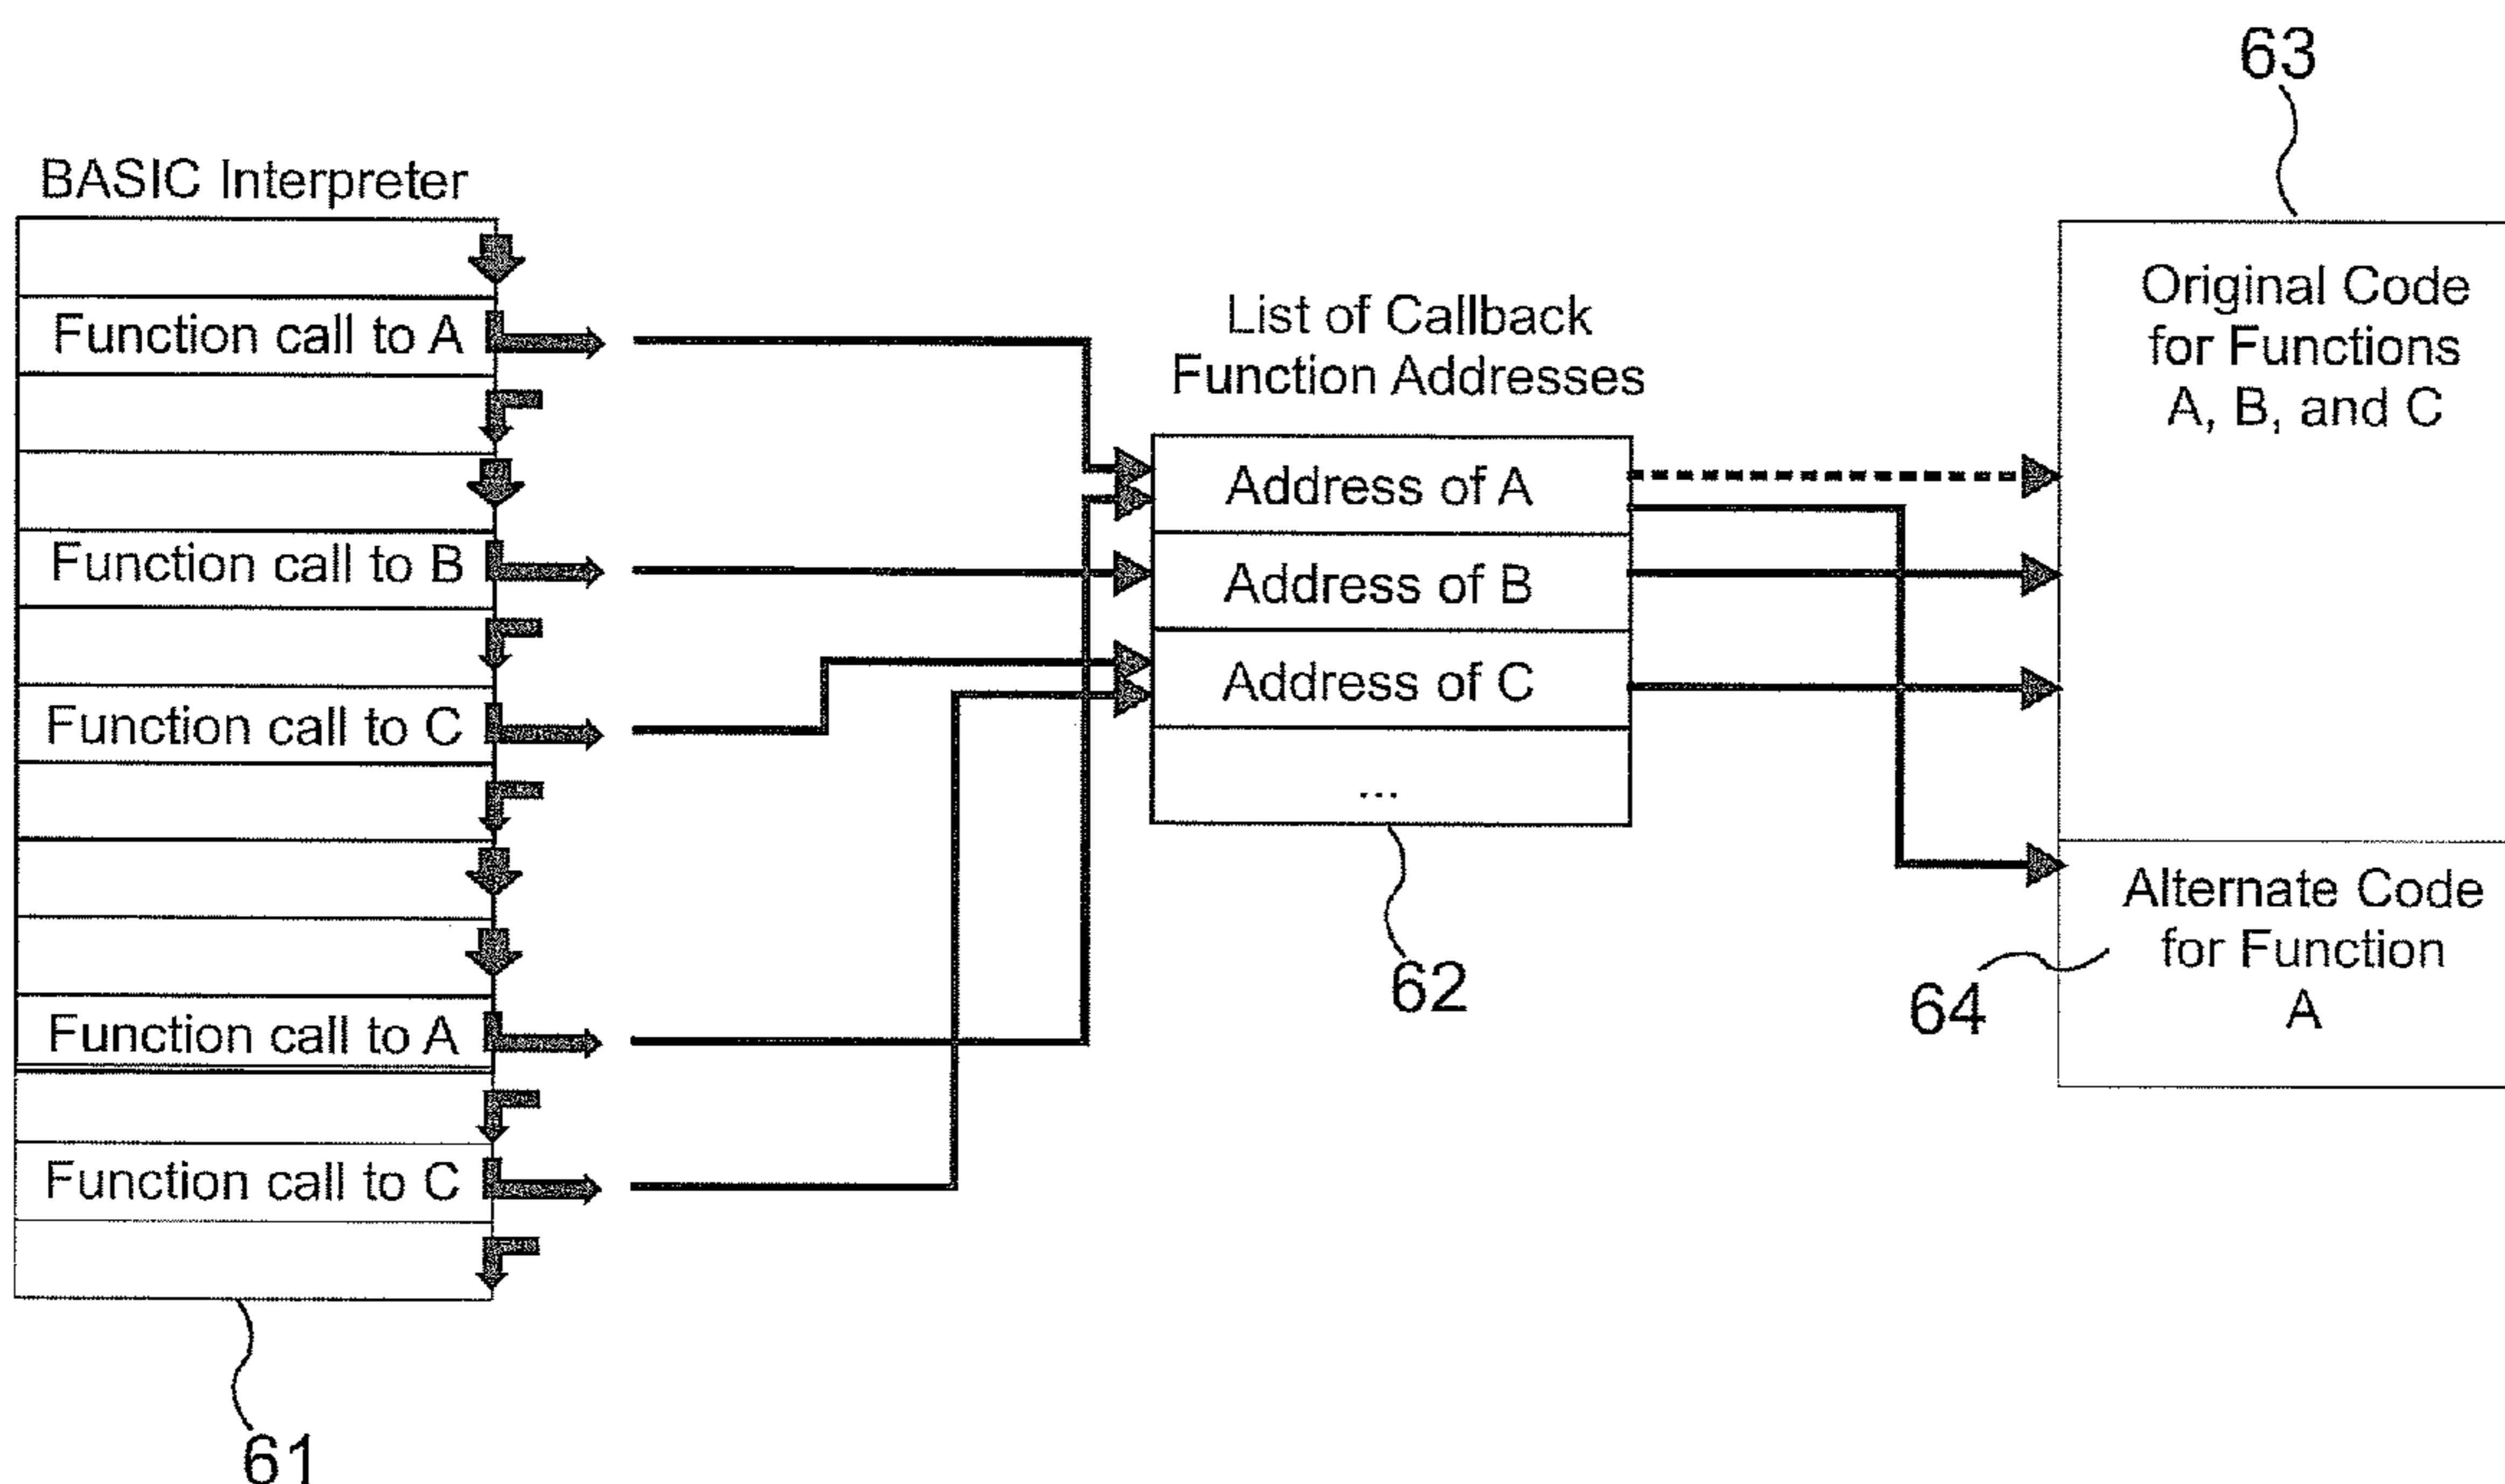 63
BASIC Interpreter
Function call to A
Function call to B
Function call to C
Function call to A
Function call to C
61
List of Callback
Function Addresses
Address of A
Address of B
Address of C
...
62
Original Code
for Functions
A, B, and C
Alternate Code
for Function
A
64